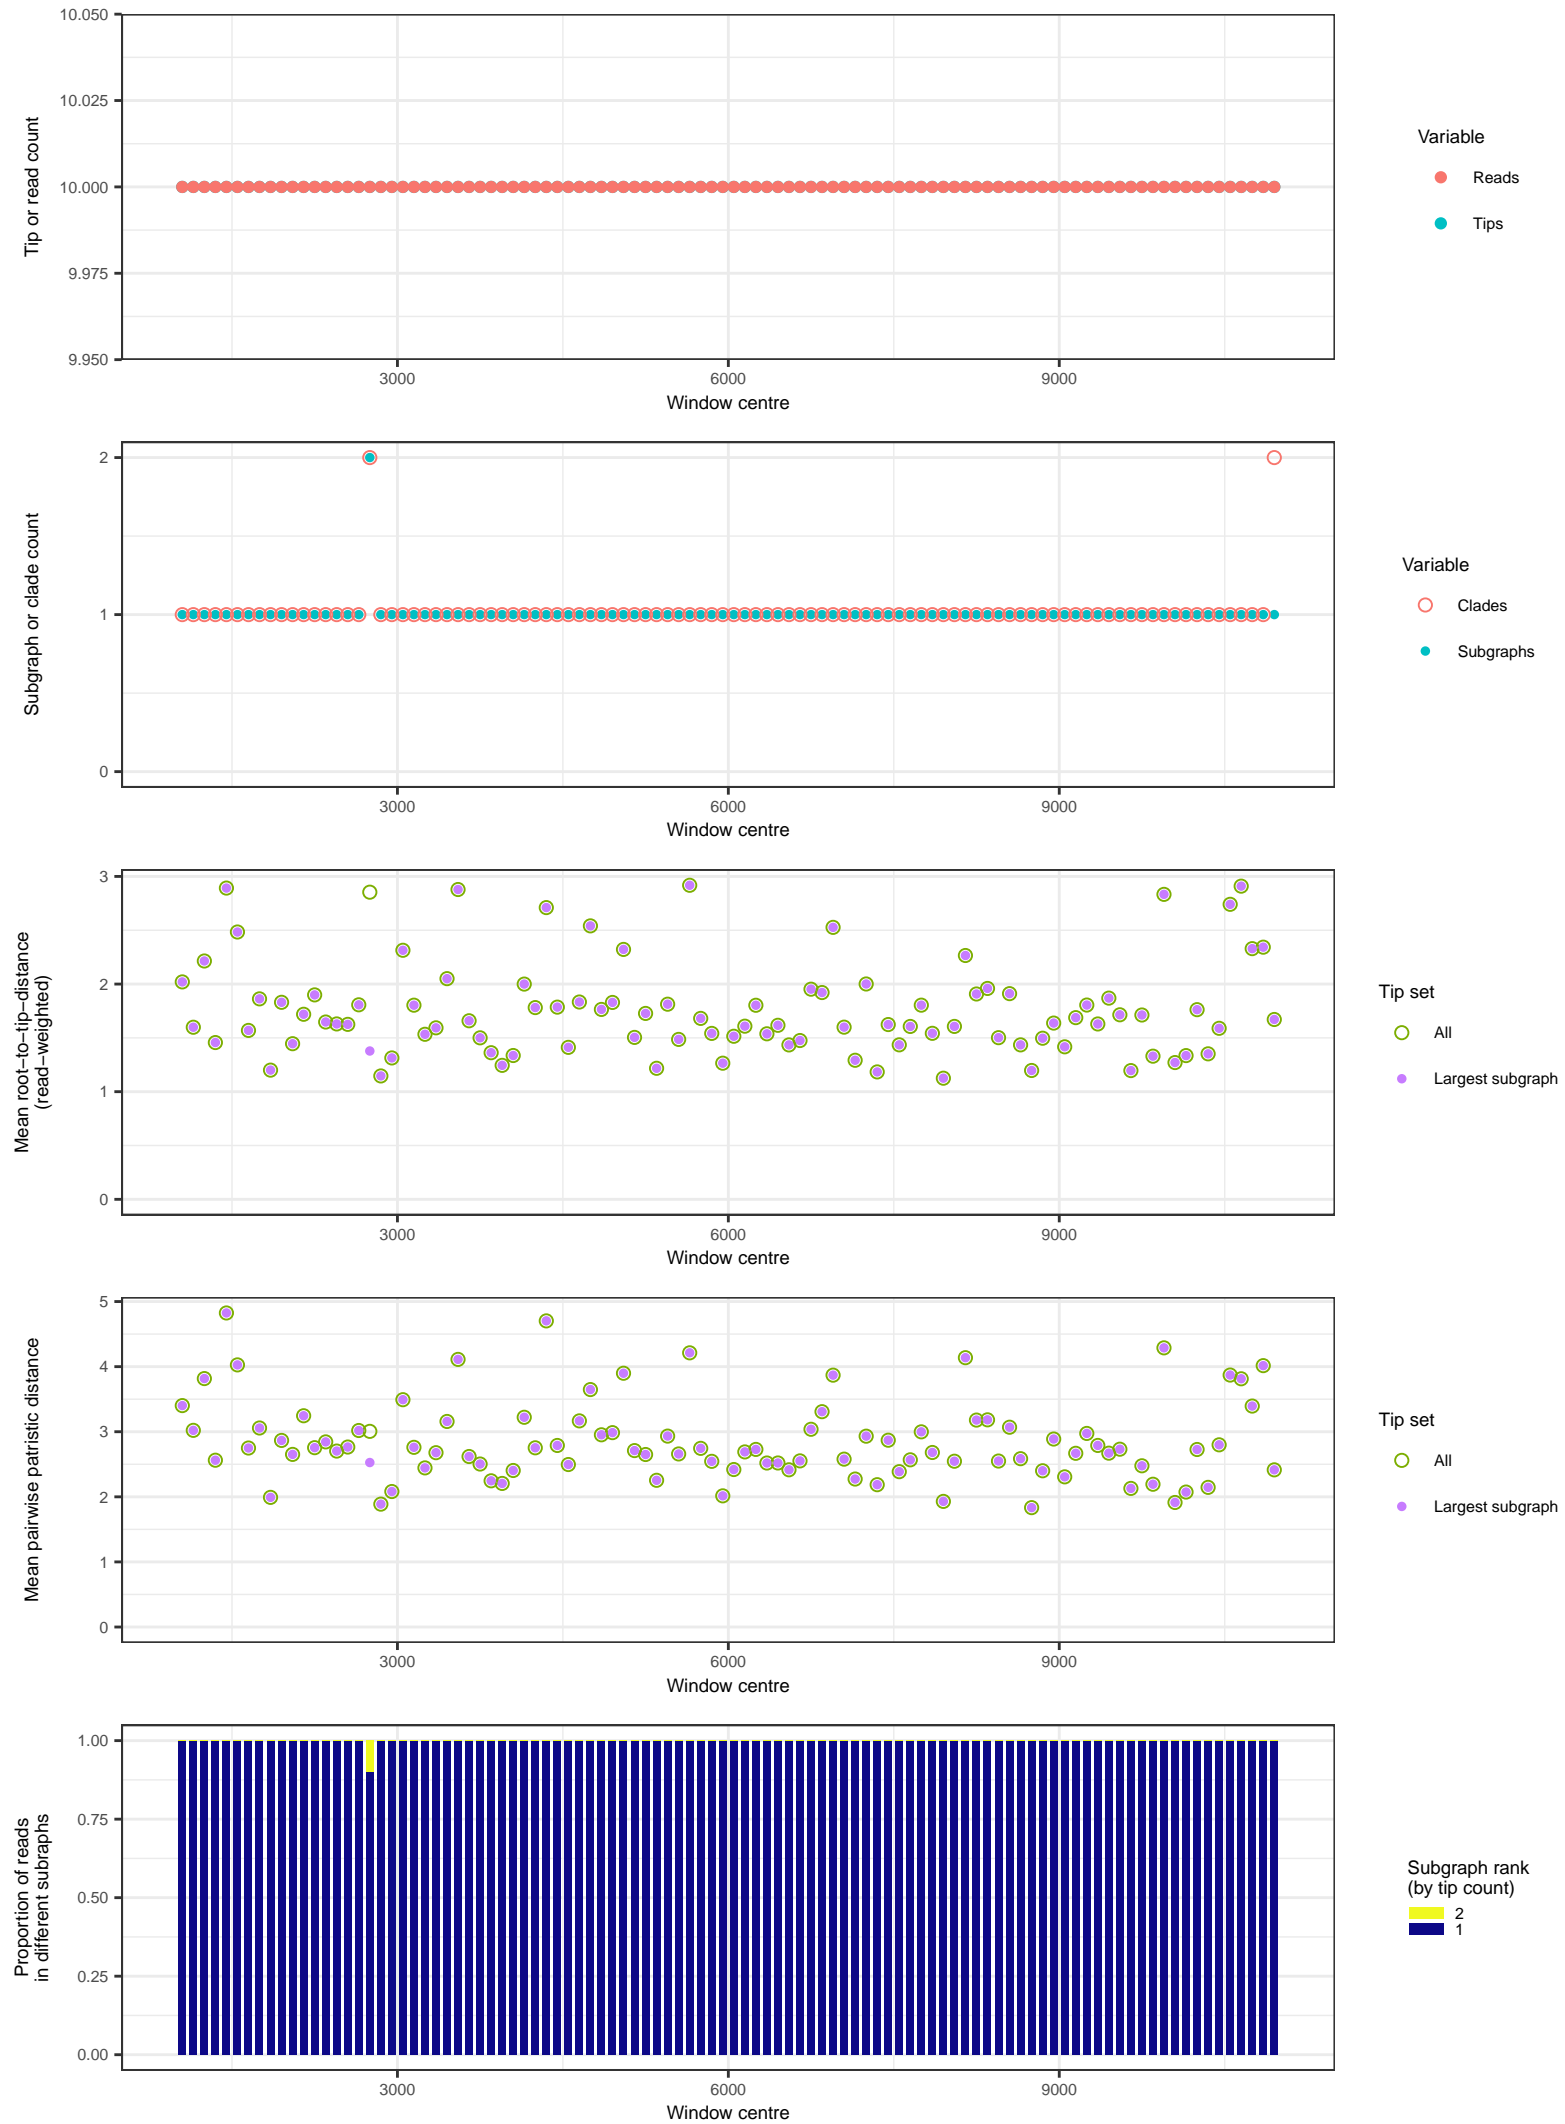 10.050
10.025
10.000
9.975
9.950
Tip or read count
3000
6000
9000
Window centre
Variable
Reads
Tips
2
1
0
Subgraph or clade count
3000
6000
9000
Window centre
Variable
Clades
Subgraphs
3
2
1
0
Mean root−to−tip−distance
(read−weighted)
3000
6000
9000
Window centre
Tip set
All
Largest subgraph
5
4
3
2
1
0
Mean pairwise patristic distance
3000
6000
9000
Window centre
Tip set
All
Largest subgraph
1.00
0.75
0.50
0.25
0.00
Proportion of reads
in different subraphs
3000
6000
9000
Window centre
Subgraph rank
(by tip count)
2
1